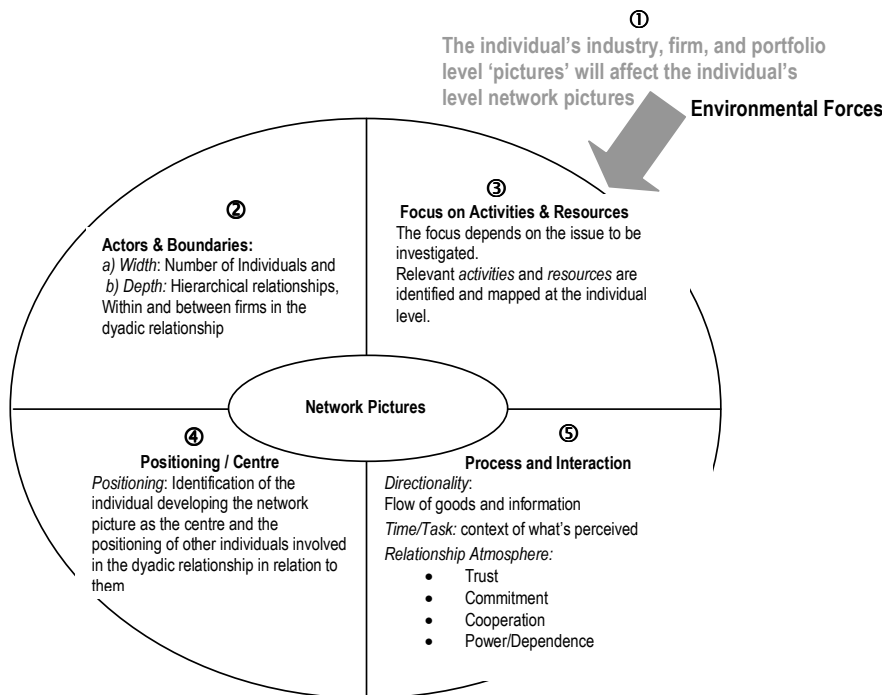 ①
The individual's industry, firm, and portfolio
level 'pictures' will affect the individual's
level network pictures
Environmental Forces
②
Actors & Boundaries:
a) Width: Number of Individuals and
b) Depth: Hierarchical relationships,
Within and between firms in the
dyadic relationship
③
Focus on Activities & Resources
The focus depends on the issue to be
investigated.
Relevant activities and resources are
identified and mapped at the individual
level.
Network Pictures
④
Positioning / Centre
Positioning: Identification of the
individual developing the network
picture as the centre and the
positioning of other individuals involved
in the dyadic relationship in relation to
them
⑤
Process and Interaction
Directionality:
Flow of goods and information
Time/Task: context of what's perceived
Relationship Atmosphere:
• Trust
• Commitment
• Cooperation
• Power/Dependence